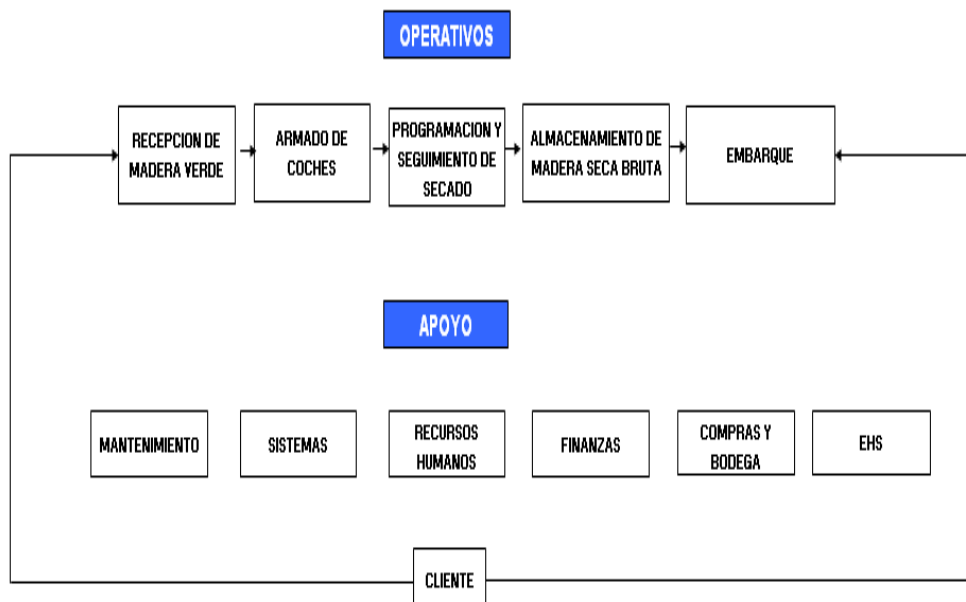 OPERATIVOS
RECEPCION DE
MADERA VERDE
ARMADO DE
COCHES
PROGRAMACION Y
SEGUIMIENTO DE
SECADO
ALMACENAMIENTO DE
MADERA SECA BRUTA
EMBARQUE
APOYO
MANTENIMIENTO
SISTEMAS
RECURSOS
HUMANOS
FINANZAS
COMPRAS Y
BODEGA
EHS
CLIENTE